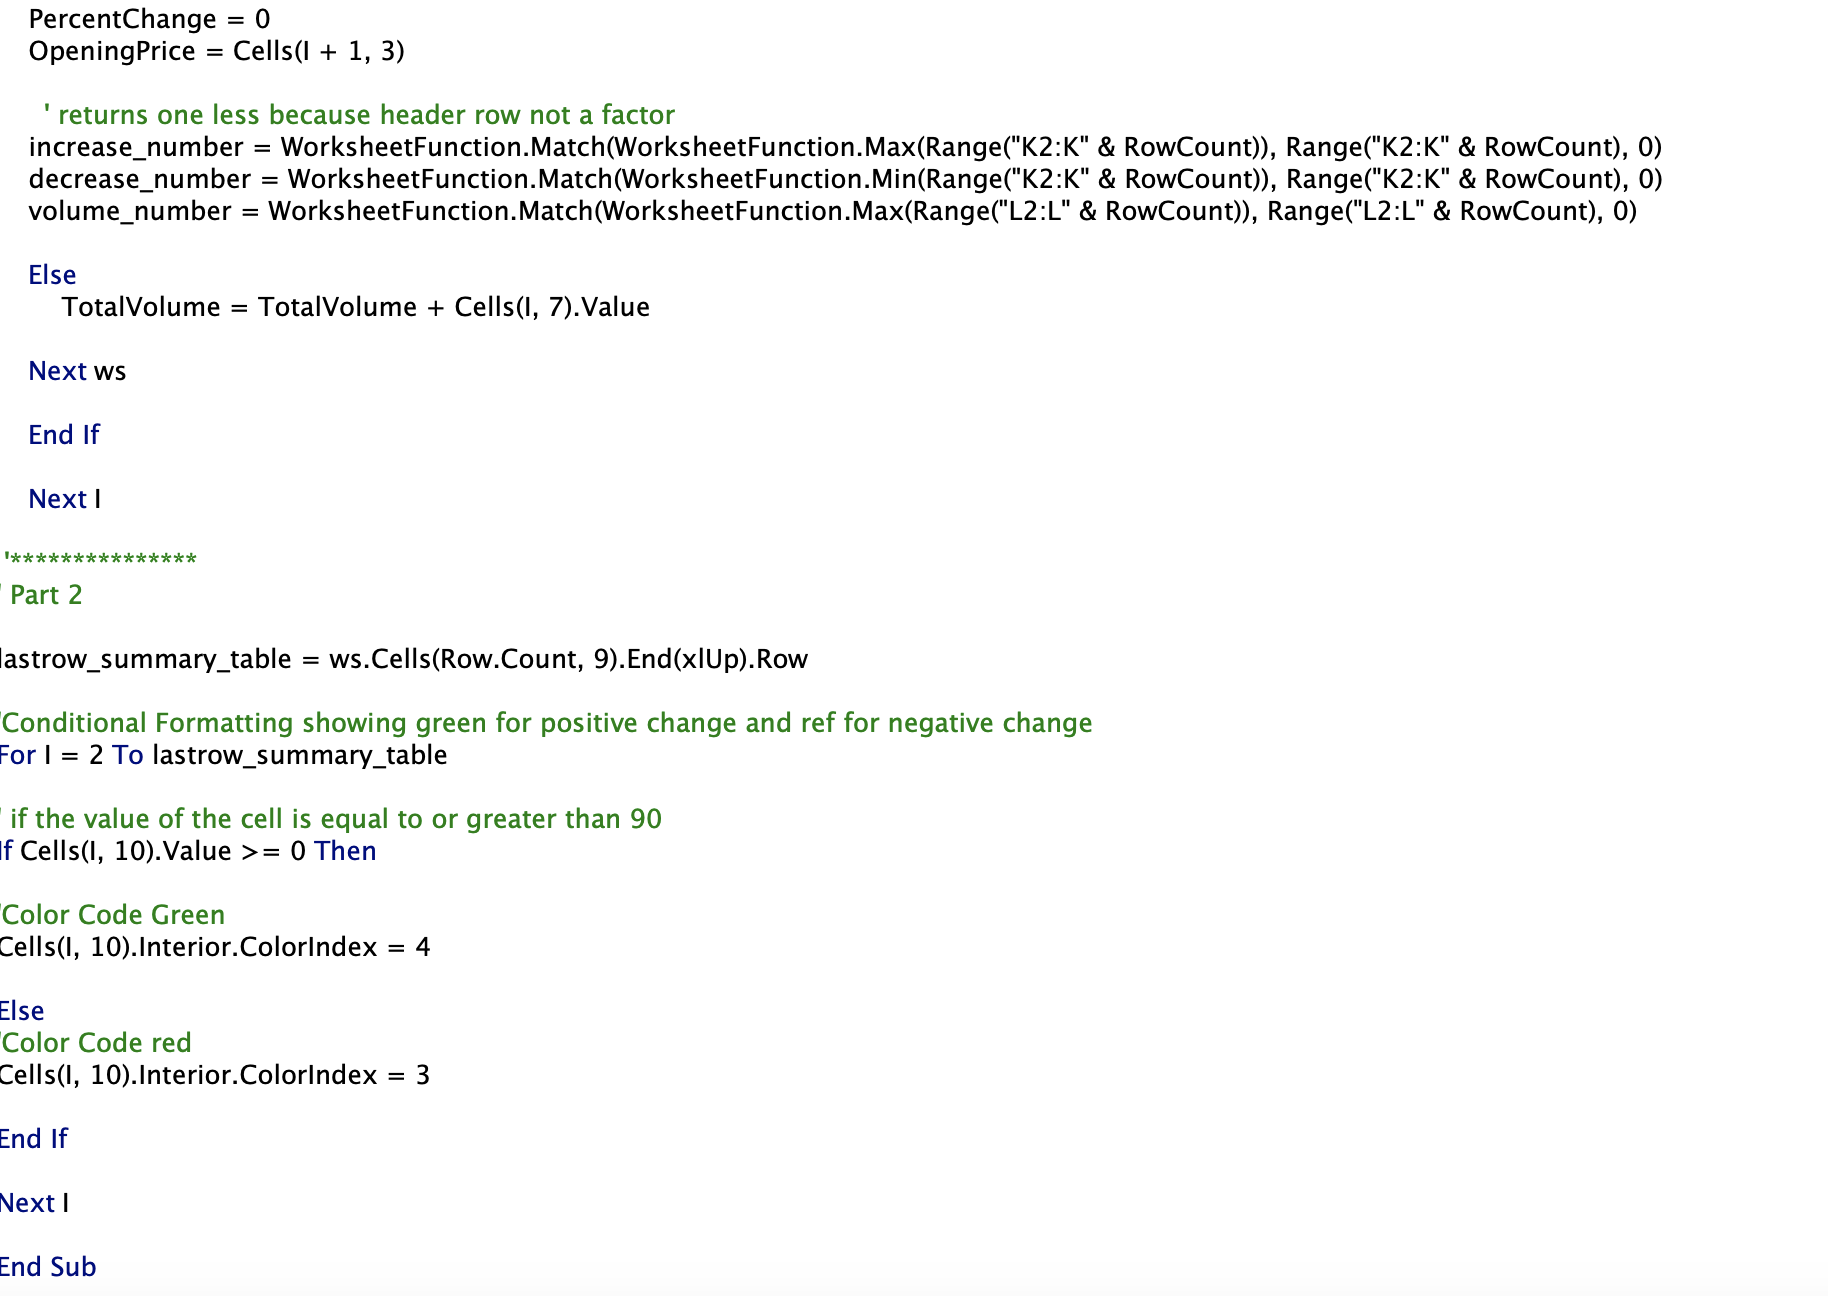 PercentChange = 0
OpeningPrice = Cells(I + 1, 3)
' returns one less because header row not a factor
increase_number = WorksheetFunction.Match(WorksheetFunction.Max(Range("K2:K" & RowCount)), Range("K2:K" & RowCount), 0)
decrease_number = WorksheetFunction.Match(WorksheetFunction.Min(Range("K2:K" & RowCount)), Range("K2:K" & RowCount), 0)
volume_number = WorksheetFunction.Match(WorksheetFunction.Max(Range("L2:L" & RowCount)), Range("L2:L" & RowCount), 0)
Else
TotalVolume = TotalVolume + Cells(I, 7).Value
Next ws
End If
Next I
'***************
' Part 2
lastrow_summary_table = ws.Cells(Row.Count, 9).End(xlUp).Row
'Conditional Formatting showing green for positive change and ref for negative change
For I = 2 To lastrow_summary_table
' if the value of the cell is equal to or greater than 90
If Cells(I, 10).Value >= 0 Then
'Color Code Green
Cells(I, 10).Interior.ColorIndex = 4
Else
'Color Code red
Cells(I, 10).Interior.ColorIndex = 3
End If
Next I
End Sub